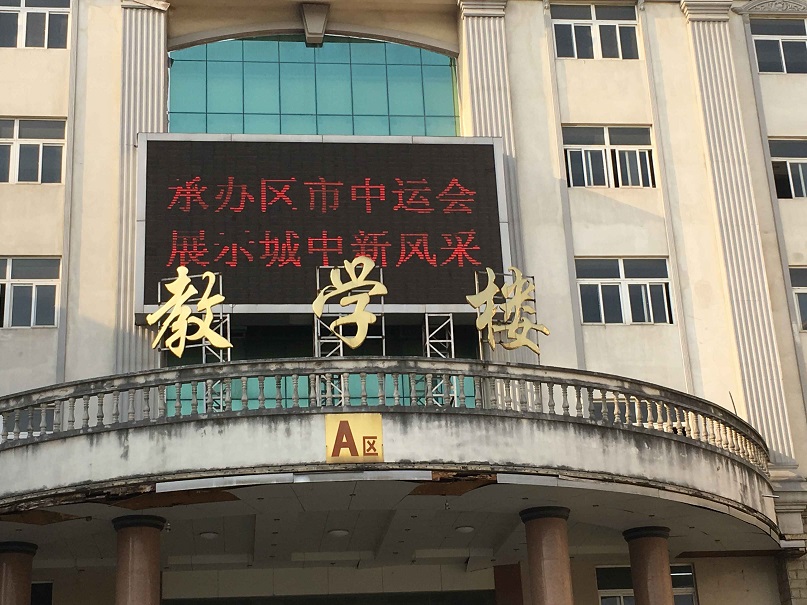 承办区市中运会
展示城中新风采
教学楼
A区